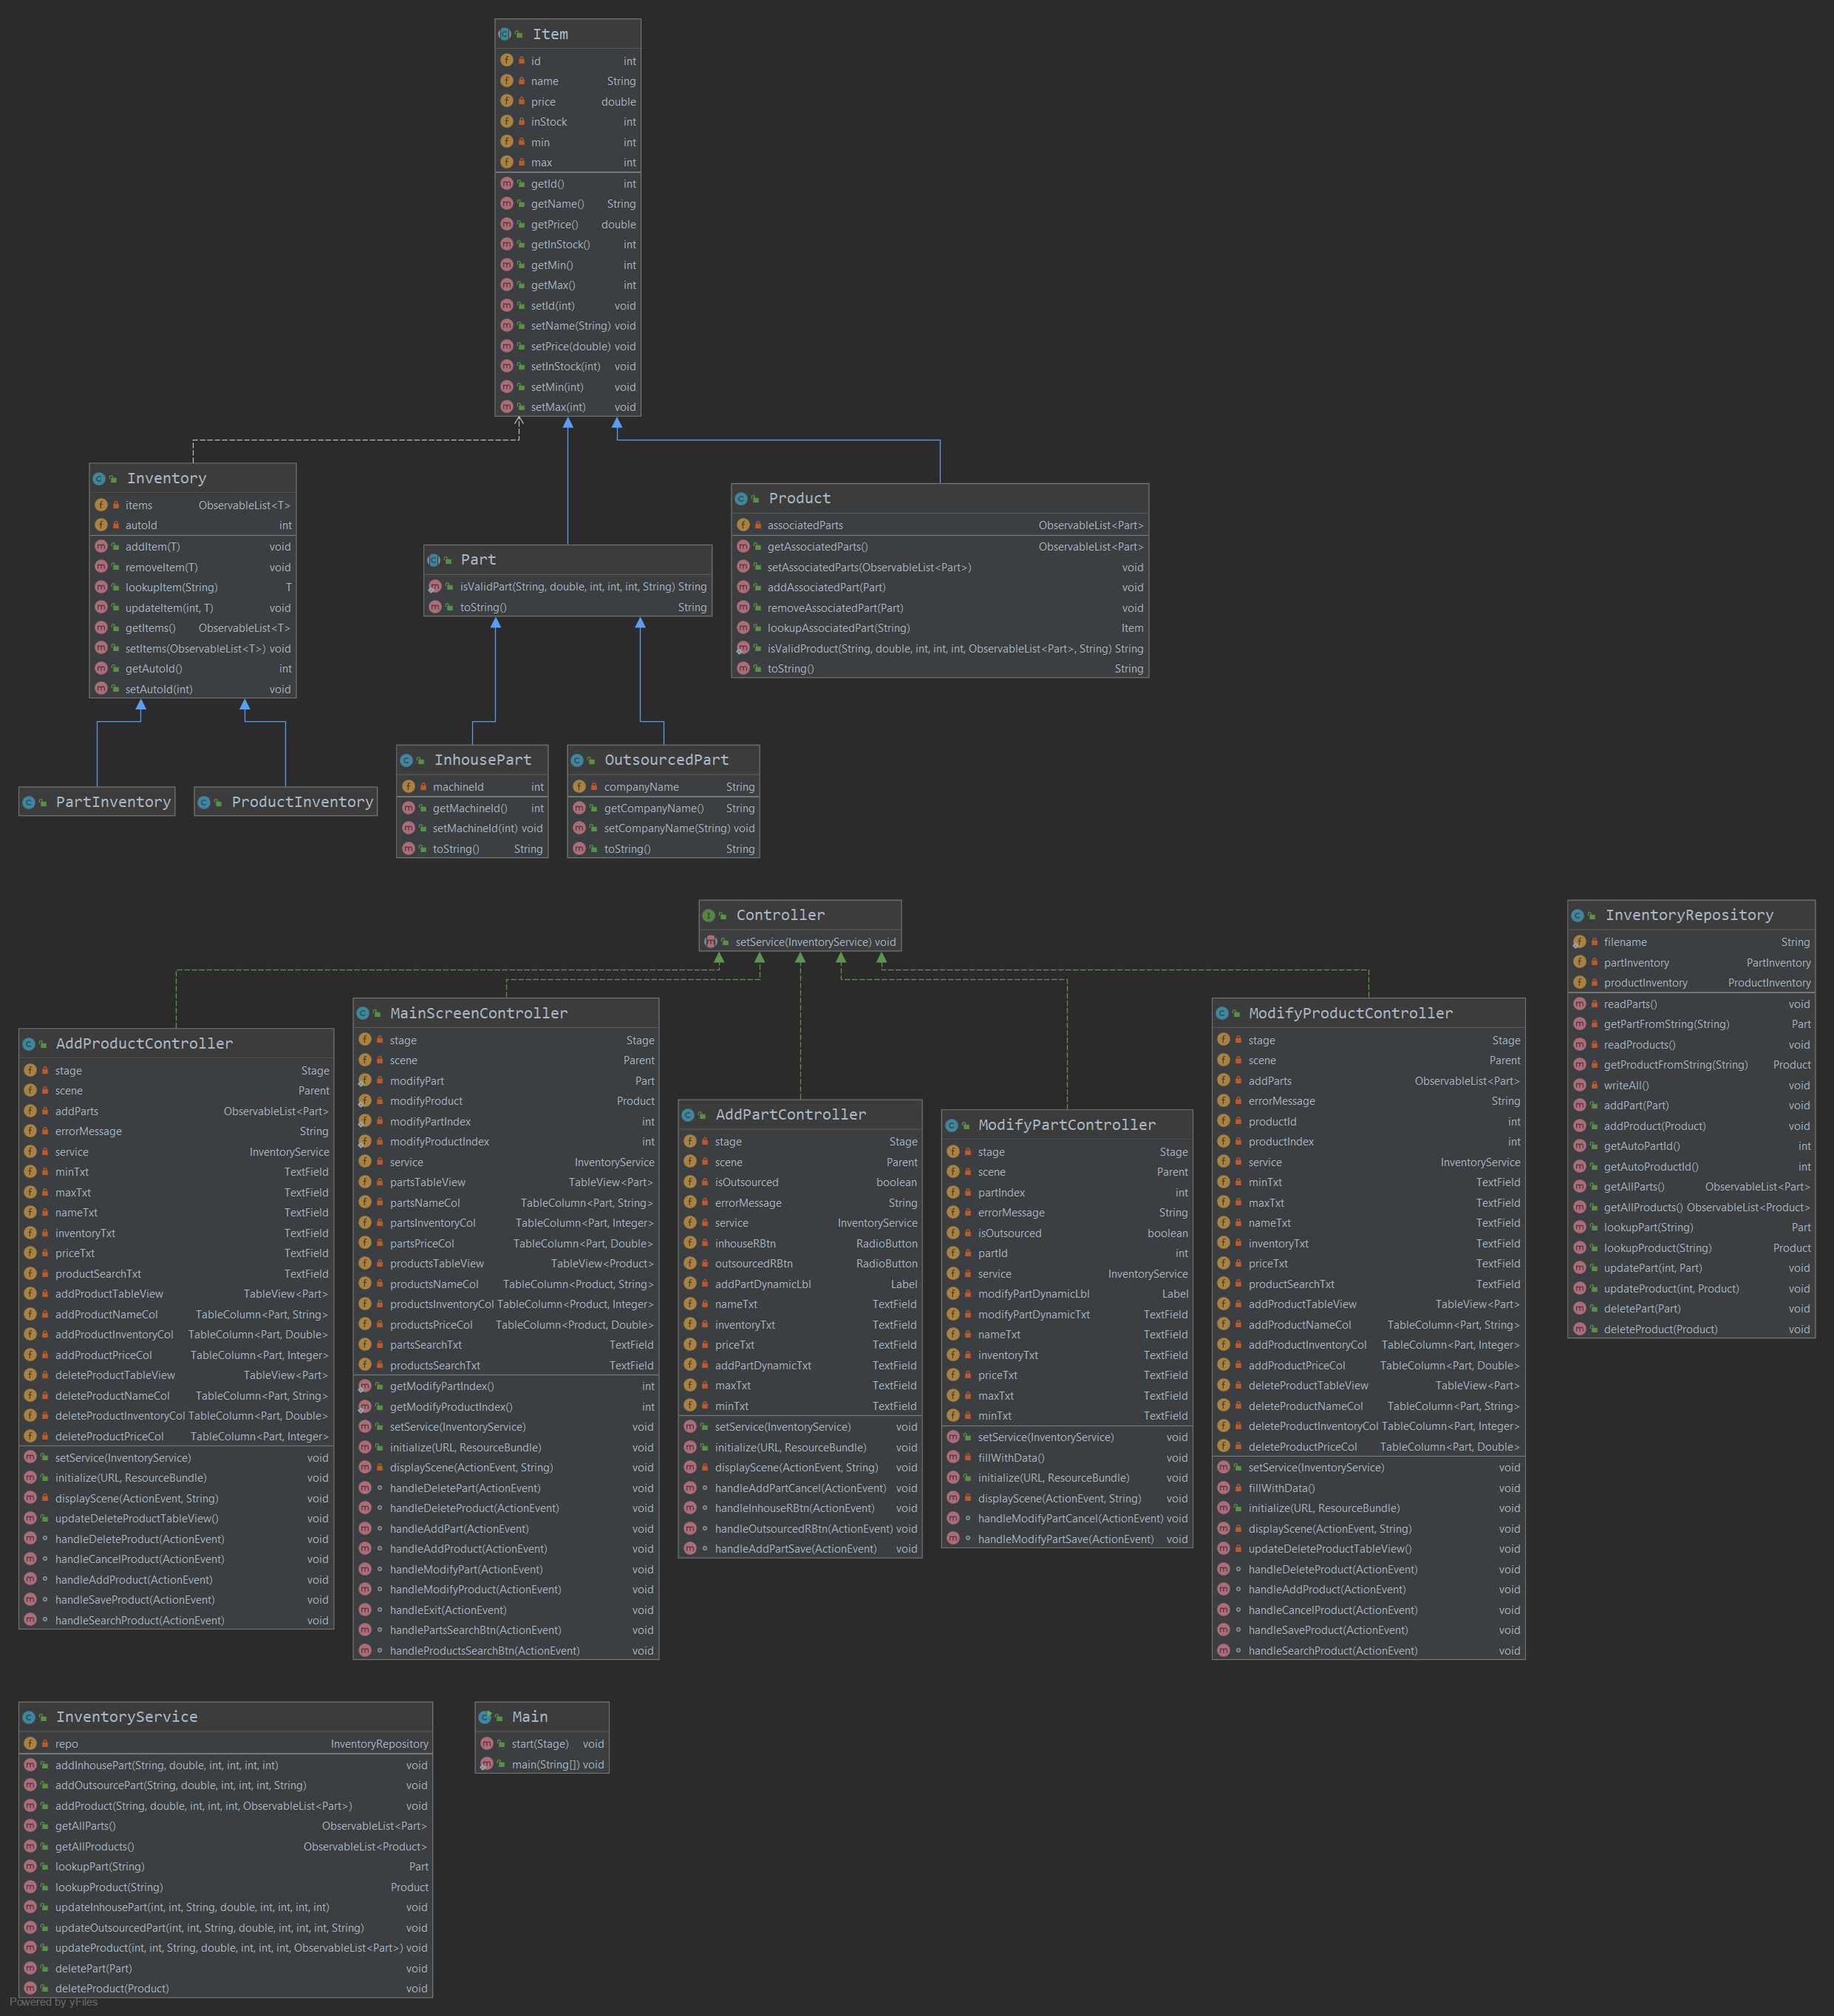 Item
id int
name String
price double
inStock int
min int
max int
getId() int
getName() String
getPrice() double
getInStock() int
getMin() int
getMax() int
setId(int) void
setName(String) void
setPrice(double) void
setInStock(int) void
setMin(int) void
setMax(int) void
Inventory
items ObservableList<T>
autoId int
addItem(T) void
removeItem(T) void
lookupItem(String) T
updateItem(int, T) void
getItems() ObservableList<T>
setItems(ObservableList<T>) void
getAutoId() int
setAutoId(int) void
Part
isValidPart(String, double, int, int, int, String) String
toString() String
Product
associatedParts ObservableList<Part>
getAssociatedParts() ObservableList<Part>
setAssociatedParts(ObservableList<Part>) void
addAssociatedPart(Part) void
removeAssociatedPart(Part) void
lookupAssociatedPart(String) Item
isValidProduct(String, double, int, int, int, ObservableList<Part>, String) String
toString() String
PartInventory
ProductInventory
InhousePart
machineId int
getMachineId() int
setMachineId(int) void
toString() String
OutsourcedPart
companyName String
getCompanyName() String
setCompanyName(String) void
toString() String
Controller
setService(InventoryService) void
AddProductController
stage Stage
scene Parent
addParts ObservableList<Part>
errorMessage String
service InventoryService
minTxt TextField
maxTxt TextField
nameTxt TextField
inventoryTxt TextField
priceTxt TextField
productSearchTxt TextField
addProductTableView TableView<Part>
addProductNameCol TableColumn<Part, String>
addProductInventoryCol TableColumn<Part, Double>
addProductPriceCol TableColumn<Part, Integer>
deleteProductTableView TableView<Part>
deleteProductNameCol TableColumn<Part, String>
deleteProductInventoryCol TableColumn<Part, Double>
deleteProductPriceCol TableColumn<Part, Integer>
setService(InventoryService) void
initialize(URL, ResourceBundle) void
displayScene(ActionEvent, String) void
updateDeleteProductTableView() void
handleDeleteProduct(ActionEvent) void
handleCancelProduct(ActionEvent) void
handleAddProduct(ActionEvent) void
handleSaveProduct(ActionEvent) void
handleSearchProduct(ActionEvent) void
MainScreenController
stage Stage
scene Parent
modifyPart Part
modifyProduct Product
modifyPartIndex int
modifyProductIndex int
service InventoryService
partsTableView TableView<Part>
partsNameCol TableColumn<Part, String>
partsInventoryCol TableColumn<Part, Integer>
partsPriceCol TableColumn<Part, Double>
productsTableView TableView<Product>
productsNameCol TableColumn<Product, String>
productsInventoryCol TableColumn<Product, Integer>
productsPriceCol TableColumn<Product, Double>
partsSearchTxt TextField
productsSearchTxt TextField
getModifyPartIndex() int
getModifyProductIndex() int
setService(InventoryService) void
initialize(URL, ResourceBundle) void
displayScene(ActionEvent, String) void
handleDeletePart(ActionEvent) void
handleDeleteProduct(ActionEvent) void
handleAddPart(ActionEvent) void
handleAddProduct(ActionEvent) void
handleModifyPart(ActionEvent) void
handleModifyProduct(ActionEvent) void
handleExit(ActionEvent) void
handlePartsSearchBtn(ActionEvent) void
handleProductsSearchBtn(ActionEvent) void
AddPartController
stage Stage
scene Parent
isOutsourced boolean
errorMessage String
service InventoryService
inhouseRBtn RadioButton
outsourcedRBtn RadioButton
addPartDynamicLbl Label
nameTxt TextField
inventoryTxt TextField
priceTxt TextField
addPartDynamicTxt TextField
maxTxt TextField
minTxt TextField
setService(InventoryService) void
initialize(URL, ResourceBundle) void
displayScene(ActionEvent, String) void
handleAddPartCancel(ActionEvent) void
handleInhouseRBtn(ActionEvent) void
handleOutsourcedRBtn(ActionEvent) void
handleAddPartSave(ActionEvent) void
ModifyPartController
stage Stage
scene Parent
partIndex int
errorMessage String
isOutsourced boolean
partId int
service InventoryService
modifyPartDynamicLbl Label
modifyPartDynamicTxt TextField
nameTxt TextField
inventoryTxt TextField
priceTxt TextField
maxTxt TextField
minTxt TextField
setService(InventoryService) void
fillWithData() void
initialize(URL, ResourceBundle) void
displayScene(ActionEvent, String) void
handleModifyPartCancel(ActionEvent) void
handleModifyPartSave(ActionEvent) void
ModifyProductController
stage Stage
scene Parent
addParts ObservableList<Part>
errorMessage String
productId int
productIndex int
service InventoryService
minTxt TextField
maxTxt TextField
nameTxt TextField
inventoryTxt TextField
priceTxt TextField
productSearchTxt TextField
addProductTableView TableView<Part>
addProductNameCol TableColumn<Part, String>
addProductInventoryCol TableColumn<Part, Integer>
addProductPriceCol TableColumn<Part, Double>
deleteProductTableView TableView<Part>
deleteProductNameCol TableColumn<Part, String>
deleteProductInventoryCol TableColumn<Part, Integer>
deleteProductPriceCol TableColumn<Part, Double>
setService(InventoryService) void
fillWithData() void
initialize(URL, ResourceBundle) void
displayScene(ActionEvent, String) void
updateDeleteProductTableView() void
handleDeleteProduct(ActionEvent) void
handleAddProduct(ActionEvent) void
handleCancelProduct(ActionEvent) void
handleSaveProduct(ActionEvent) void
handleSearchProduct(ActionEvent) void
InventoryRepository
filename String
partInventory PartInventory
productInventory ProductInventory
readParts() void
getPartFromString(String) Part
readProducts() void
getProductFromString(String) Product
writeAll() void
addPart(Part) void
addProduct(Product) void
getAutoPartId() int
getAutoProductId() int
getAllParts() ObservableList<Part>
getAllProducts() ObservableList<Product>
lookupPart(String) Part
lookupProduct(String) Product
updatePart(int, Part) void
updateProduct(int, Product) void
deletePart(Part) void
deleteProduct(Product) void
InventoryService
repo InventoryRepository
addInhousePart(String, double, int, int, int, int) void
addOutsourcePart(String, double, int, int, int, String) void
addProduct(String, double, int, int, int, ObservableList<Part>) void
getAllParts() ObservableList<Part>
getAllProducts() ObservableList<Product>
lookupPart(String) Part
lookupProduct(String) Product
updateInhousePart(int, int, String, double, int, int, int, int) void
updateOutsourcedPart(int, int, String, double, int, int, int, String) void
updateProduct(int, int, String, double, int, int, int, ObservableList<Part>) void
deletePart(Part) void
deleteProduct(Product) void
Main
start(Stage) void
main(String[]) void
Powered by yFiles